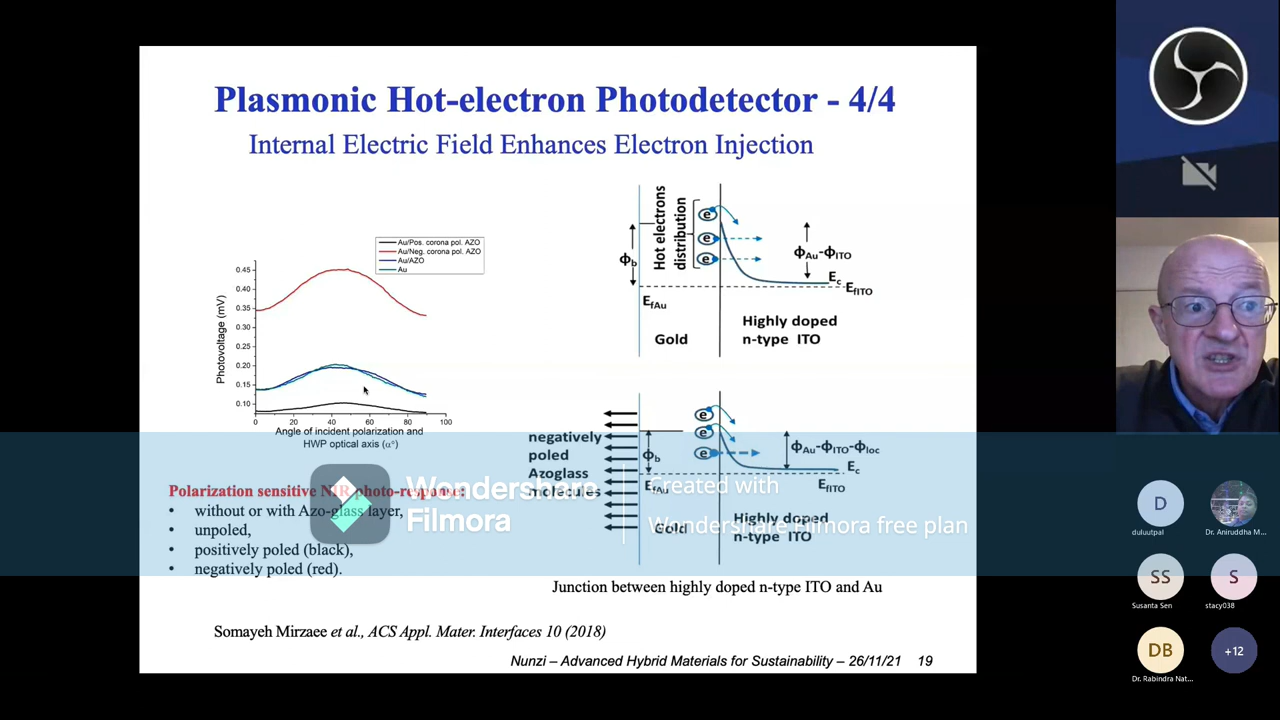 Plasmonic Hot-electron Photodetector - 4/4
Internal Electric Field Enhances Electron Injection
Au/Pos. corona pol. AZO
Au/Neg. corona pol. AZO
Au/AZO
Au
Photovoltage (mV)
0.45
0.40
0.35
0.30
0.25
0.20
0.15
0.10
0 20 40 60 80 100
Angle of incident polarization and
HWP optical axis (α°)
Polarization sensitive NIR photo-response:
• without or with Azo-glass layer,
• unpoled,
• positively poled (black),
• negatively poled (red).
Hot electrons
distribution
e
e
e
ϕb
ϕAu-ϕITO
Ec
EfITO
EfAu
Gold
Highly doped
n-type ITO
negatively
poled
Azoglass
molecules
e
e
e
ϕb
ϕAu-ϕITO-ϕloc
Ec
EfITO
EfAu
Gold
Highly doped
n-type ITO
Wondershare
Filmora
Created with
Wondershare Filmora free plan
Junction between highly doped n-type ITO and Au
Somayeh Mirzaee et al., ACS Appl. Mater. Interfaces 10 (2018)
Nunzi – Advanced Hybrid Materials for Sustainability – 26/11/21 19
D
duluutpal
Dr. Aniruddha M...
SS
Susanta Sen
S
stacy038
DB
Dr. Rabindra Nat...
+12